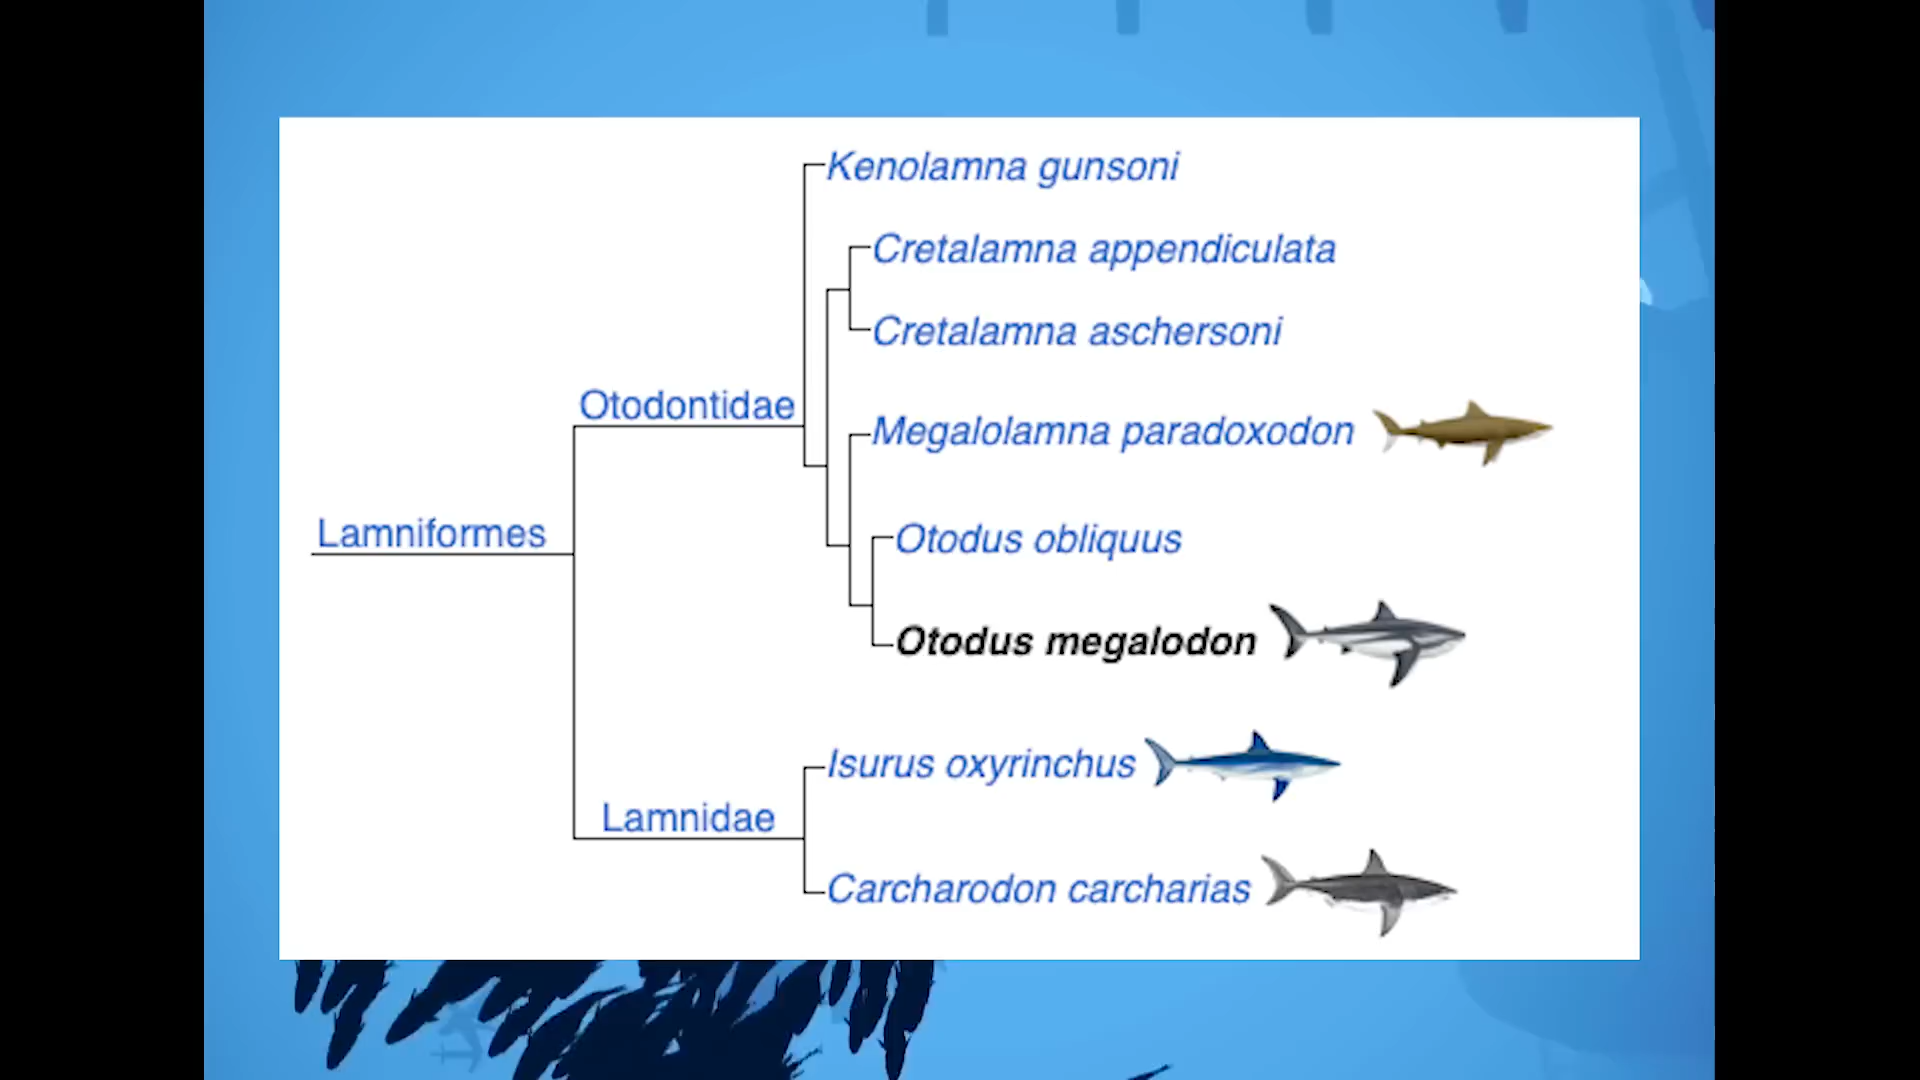 Kenolamna gunsoni
Cretalamna appendiculata
Cretalamna aschersoni
Otodontidae
Megalolamna paradoxodon
Lamniformes
Otodus obliquus
Otodus megalodon
Isurus oxyrinchus
Lamnidae
Carcharodon carcharias